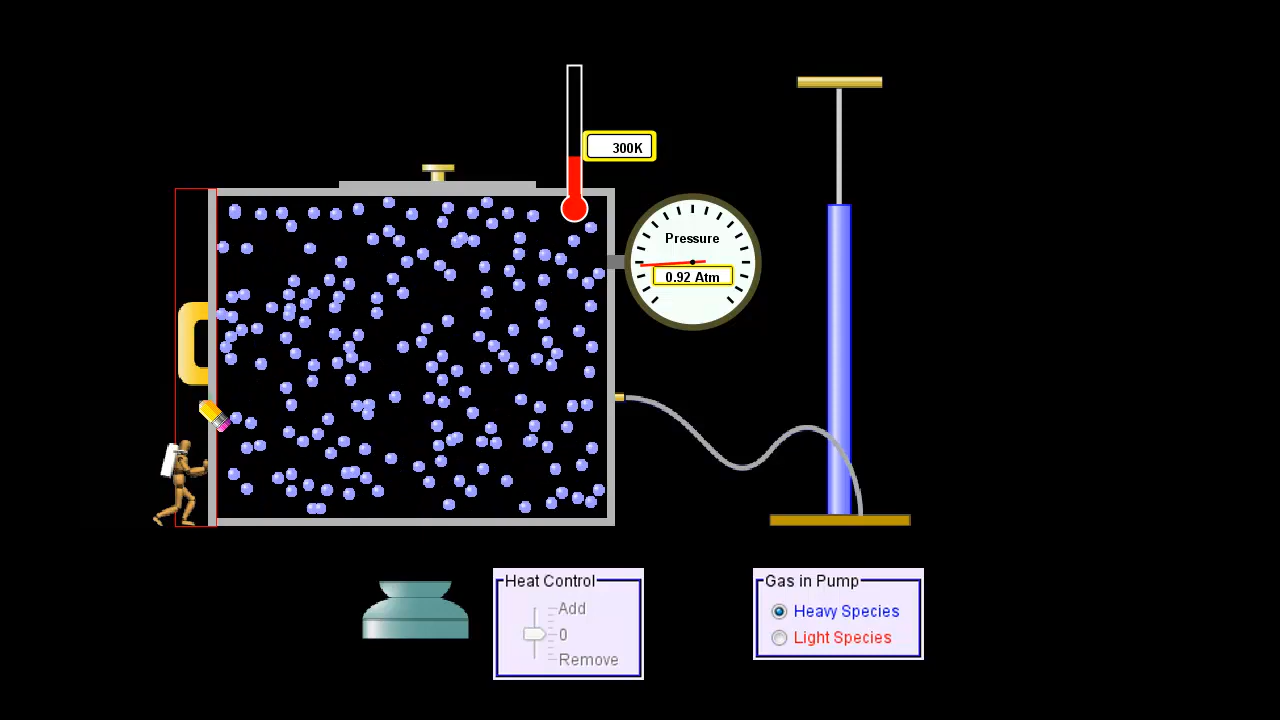 300K
Pressure
0.92 Atm
Heat Control
Add
0
Remove
Gas in Pump
Heavy Species
Light Species